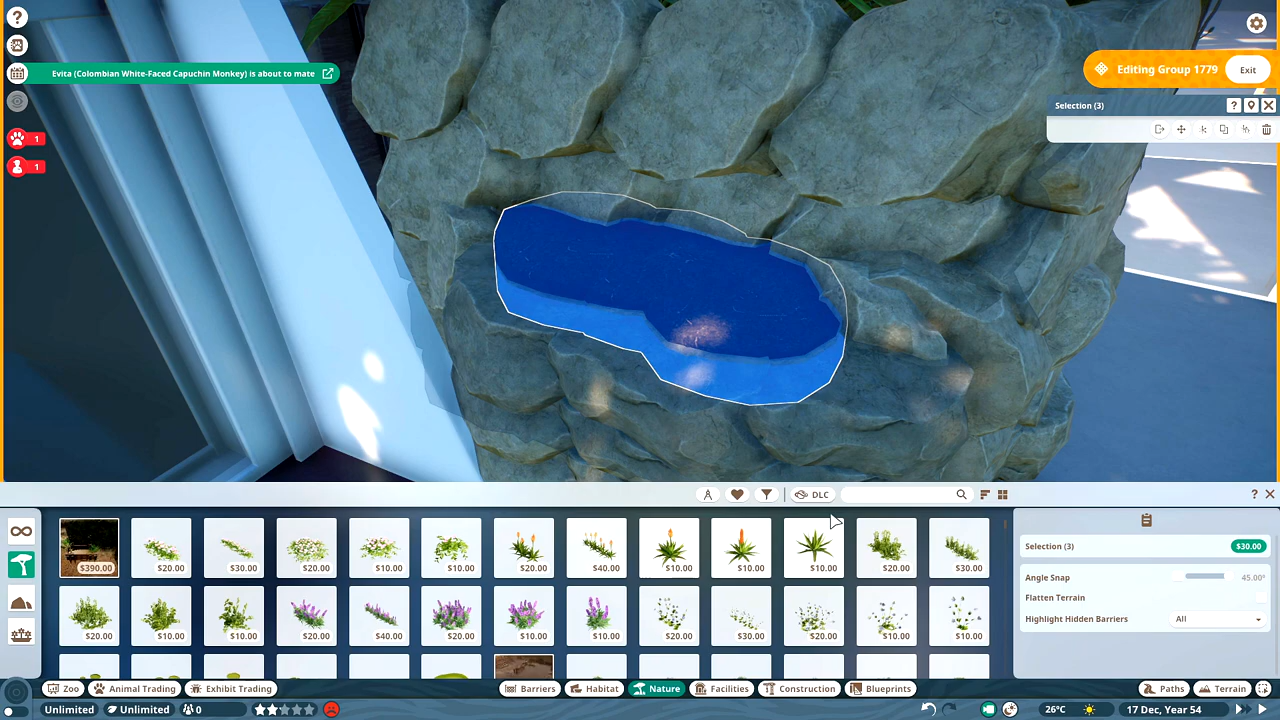 ?
Evita (Colombian White-Faced Capuchin Monkey) is about to mate
1
1
Editing Group 1779
Exit
Selection (3)
?
DLC
?
$390.00
$20.00
$30.00
$20.00
$10.00
$10.00
$20.00
$40.00
$10.00
$10.00
$10.00
$20.00
$30.00
$20.00
$10.00
$10.00
$20.00
$40.00
$20.00
$10.00
$10.00
$20.00
$30.00
$20.00
$10.00
$10.00
Selection (3)
$30.00
Angle Snap
45.00°
Flatten Terrain
Highlight Hidden Barriers
All
Zoo
Animal Trading
Exhibit Trading
Barriers
Habitat
Nature
Facilities
Construction
Blueprints
Paths
Terrain
Unlimited
Unlimited
0
26°C
17 Dec, Year 54